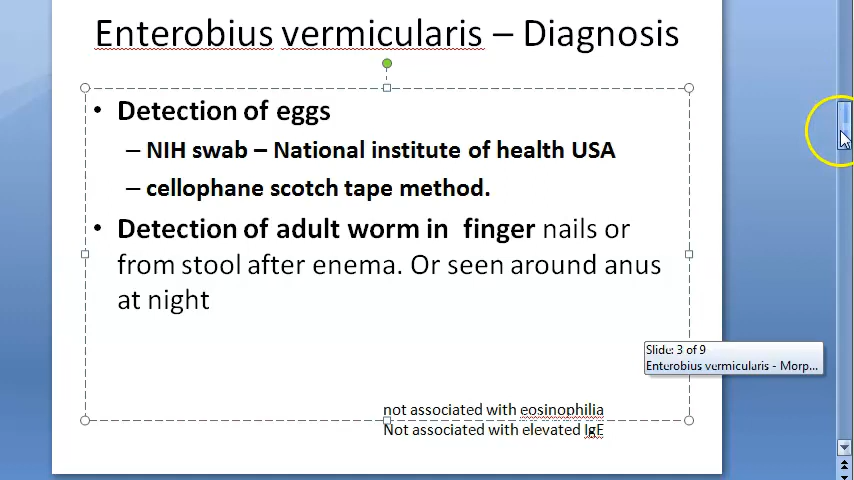 Enterobius vermicularis – Diagnosis
• Detection of eggs
– NIH swab – National institute of health USA
– cellophane scotch tape method.
• Detection of adult worm in finger nails or
from stool after enema. Or seen around anus
at night
Slide: 3 of 9
Enterobius vermicularis - Morp...
not associated with eosinophilia
Not associated with elevated IgE